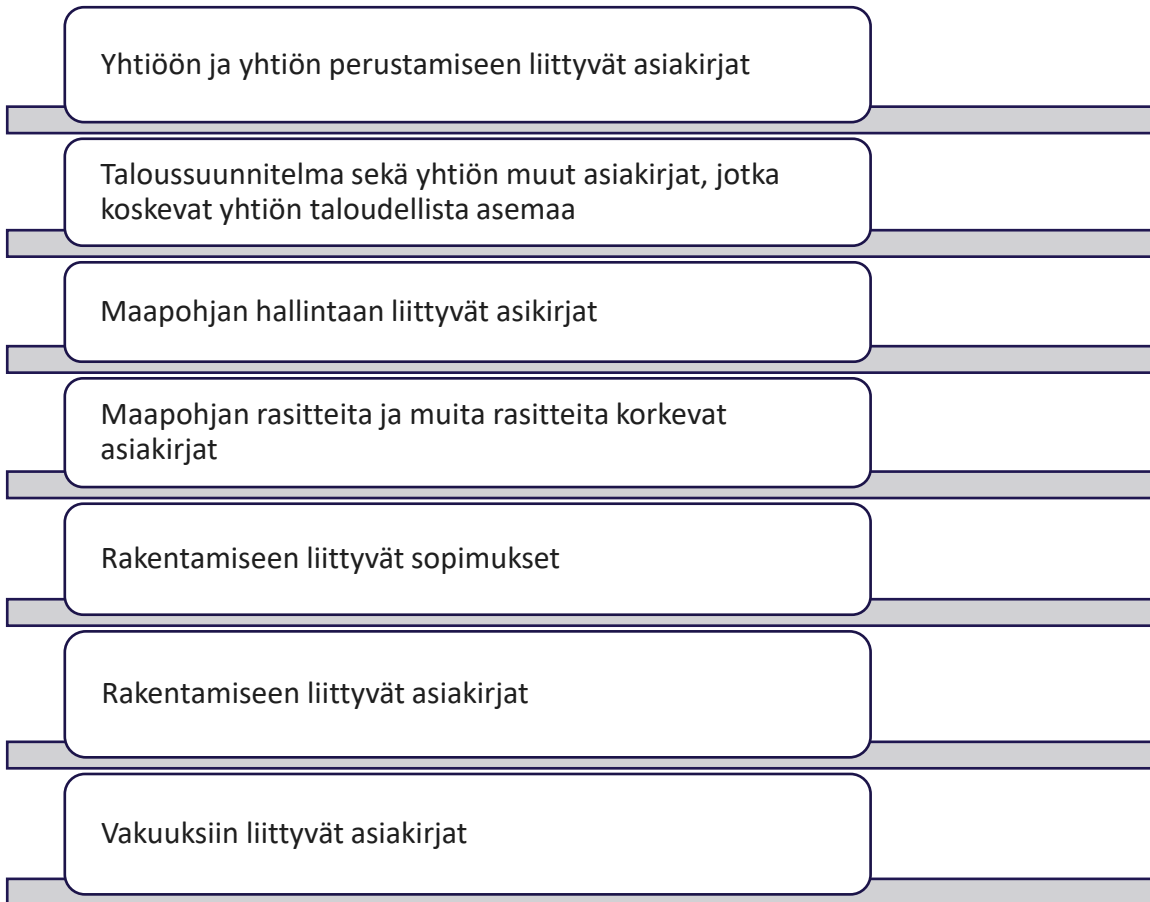 Yhtiöön ja yhtiön perustamiseen liittyvät asiakirjat
Taloussuunnitelma sekä yhtiön muut asiakirjat, jotka
koskevat yhtiön taloudellista asemaa
Maapohjan hallintaan liittyvät asikirjat
Maapohjan rasitteita ja muita rasitteita korkevat
asiakirjat
Rakentamiseen liittyvät sopimukset
Rakentamiseen liittyvät asiakirjat
Vakuuksiin liittyvät asiakirjat